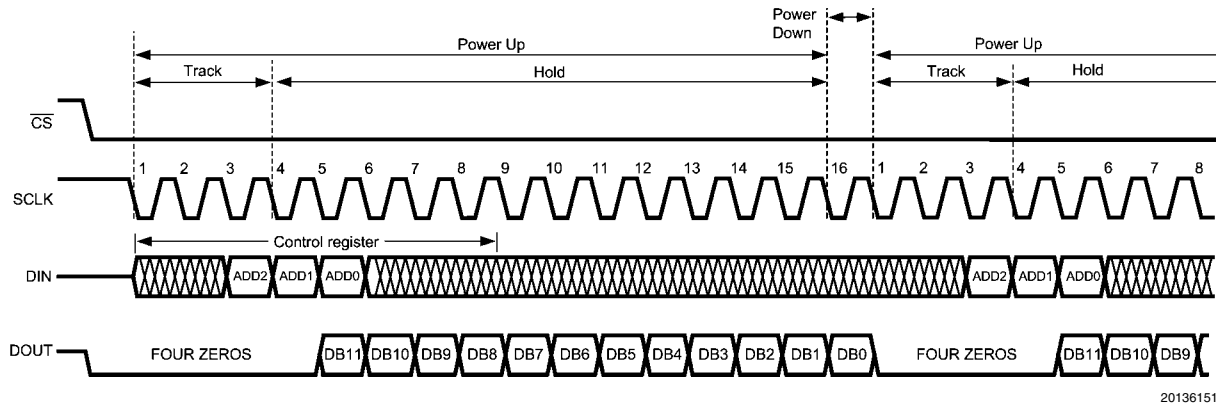 Power
Down
Power Up
Power Up
Track
Hold
Track
Hold
CS
1 2 3 4 5 6 7 8 9 10 11 12 13 14 15 16 1 2 3 4 5 6 7 8
SCLK
Control register
DIN
ADD2 ADD1 ADD0 ADD2 ADD1 ADD0
DOUT
FOUR ZEROS DB11 DB10 DB9 DB8 DB7 DB6 DB5 DB4 DB3 DB2 DB1 DB0 FOUR ZEROS DB11 DB10 DB9
20136151